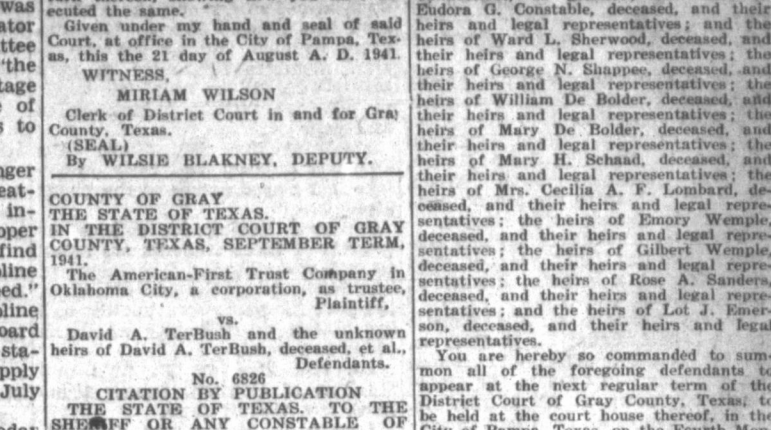 was
ator
ttee
"the
tage
of
s to
nger
eat-
in-
oper
find
oline
ed."
oline
oard
sta-
pply
July
ecuted the same.
Given under my hand and seal of said
Court, at office in the City of Pampa, Tex-
as, this the 21 day of August A. D. 1941.
WITNESS,
MIRIAM WILSON
Clerk of District Court in and for Gray
County, Texas.
(SEAL)
By WILSIE BLAKNEY, DEPUTY.
COUNTY OF GRAY
THE STATE OF TEXAS.
IN THE DISTRICT COURT OF GRAY
COUNTY, TEXAS, SEPTEMBER TERM,
1941.
The American-First Trust Company in
Oklahoma City, a corporation, as trustee,
Plaintiff,
vs.
David A. TerBush and the unknown
heirs of David A. TerBush, deceased, et al.,
Defendants.
No. 6826
CITATION BY PUBLICATION
THE STATE OF TEXAS. TO THE
SHERIFF OR ANY CONSTABLE OF
Eudora G. Constable, deceased, and their
heirs and legal representatives; and the
heirs of Ward L. Sherwood, deceased, and
their heirs and legal representatives; the
heirs of George N. Shappee, deceased, and
their heirs and legal representatives; the
heirs of William De Bolder, deceased, and
their heirs and legal representatives; the
heirs of Mary De Bolder, deceased, and
their heirs and legal representatives; the
heirs of Mary H. Schaad, deceased, and
their heirs and legal representatives; the
heirs of Mrs. Cecilia A. F. Lombard, de-
ceased, and their heirs and legal repre-
sentatives; the heirs of Emory Wemple,
deceased, and their heirs and legal repre-
sentatives; the heirs of Gilbert Wemple,
deceased, and their heirs and legal repre-
sentatives; the heirs of Rose A. Sanders,
deceased, and their heirs and legal repre-
sentatives; and the heirs of Lot J. Emer-
son, deceased, and their heirs and legal
representatives.
You are hereby so commanded to sum-
mon all of the foregoing defendants to
appear at the next regular term of the
District Court of Gray County, Texas, to
be held at the court house thereof, in the
City of Pampa, Texas, on the Fourth Mon-